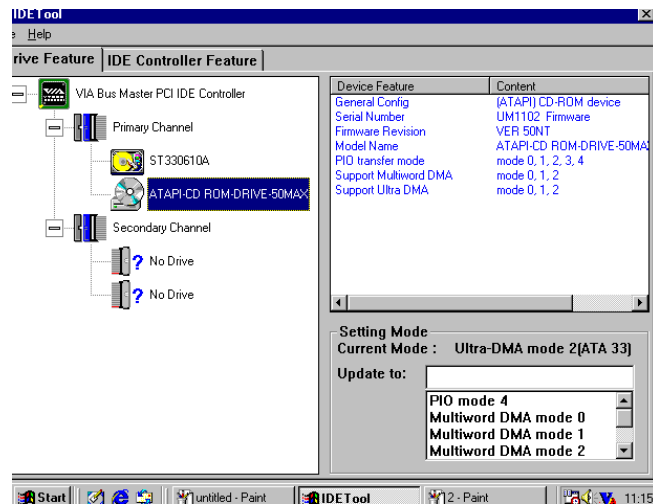 IDETool
Help
rive Feature IDE Controller Feature
VIA Bus Master PCI IDE Controller
Primary Channel
ST330610A
ATAPI-CD ROM-DRIVE-50MAX
Secondary Channel
No Drive
No Drive
Device Feature Content
General Config (ATAPI) CD-ROM device
Serial Number UM1102 Firmware
Firmware Revision VER 50NT
Model Name ATAPI-CD ROM-DRIVE-50MA
PIO transfer mode mode 0, 1, 2, 3, 4
Support Multiword DMA mode 0, 1, 2
Support Ultra DMA mode 0, 1, 2
Setting Mode
Current Mode : Ultra-DMA mode 2(ATA 33)
Update to:
PIO mode 4
Multiword DMA mode 0
Multiword DMA mode 1
Multiword DMA mode 2
Start untitled - Paint IDETool 2 - Paint 11:15